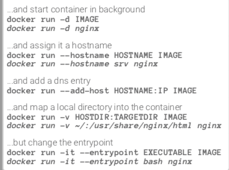 ...and start container in background
docker run -d IMAGE
docker run -d nginx
...and assign it a hostname
docker run --hostname HOSTNAME IMAGE
docker run --hostname srv nginx
...and add a dns entry
docker run --add-host HOSTNAME:IP IMAGE
...and map a local directory into the container
docker run -v HOSTDIR:TARGETDIR IMAGE
docker run -v ~/:/usr/share/nginx/html nginx
...but change the entrypoint
docker run -it --entrypoint EXECUTABLE IMAGE
docker run -it --entrypoint bash nginx